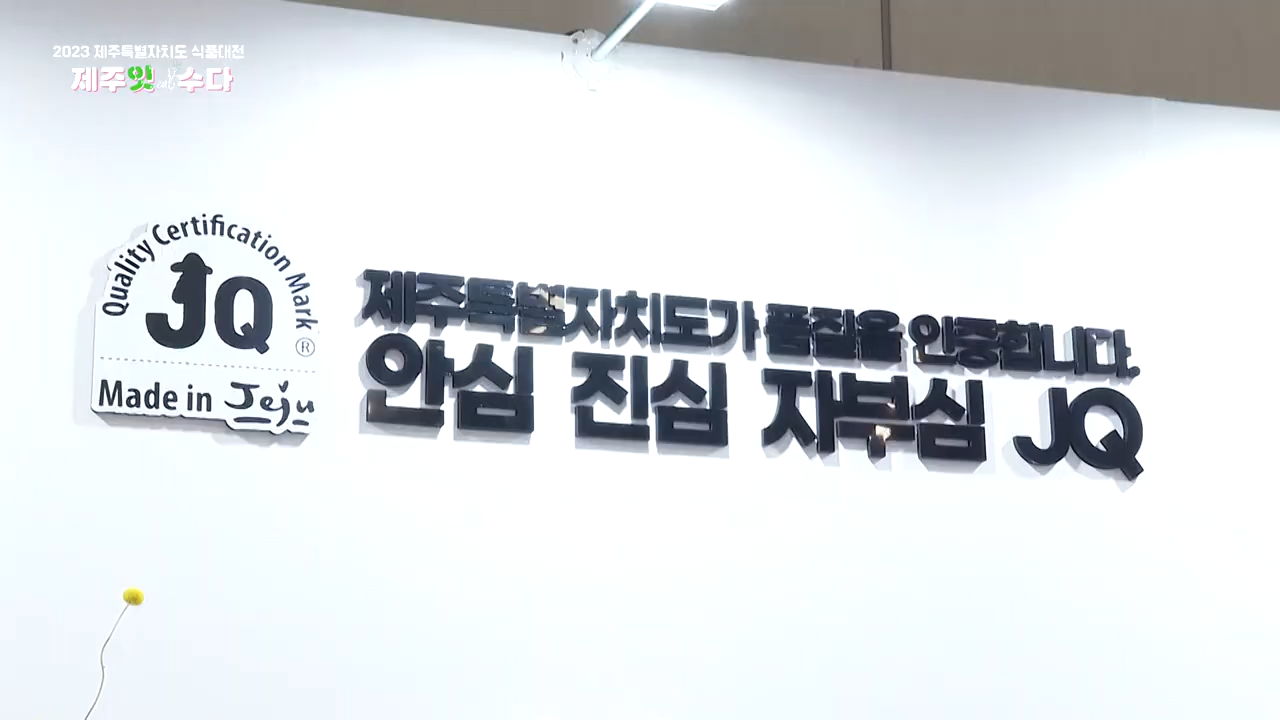 2023 제주특별자치도 식품대전
제주잇 수다
Quality Certification Mark
JQ ®
Made in Jeju
제주특별자치도가 품질을 인증합니다.
안심 진심 자부심 JQ